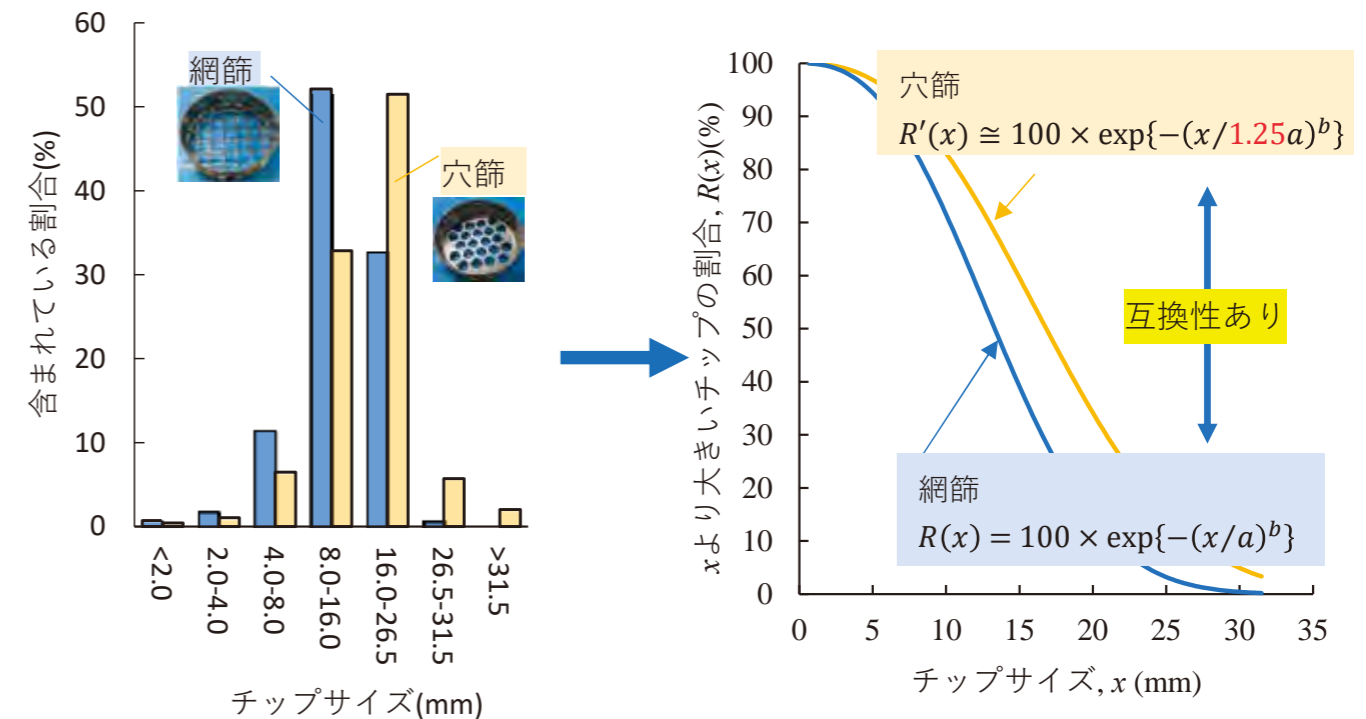 60
50
40
30
20
10
0
含まれている割合(%)
網篩
穴篩
<2.0
2.0-4.0
4.0-8.0
8.0-16.0
16.0-26.5
26.5-31.5
>31.5
チップサイズ(mm)
100
90
80
70
60
50
40
30
20
10
0
xより大きいチップの割合, R(x)(%)
穴篩
R′(x) ≅ 100 × exp{−(x/1.25a)^b}
互換性あり
網篩
R(x) = 100 × exp{−(x/a)^b}
0 5 10 15 20 25 30 35
チップサイズ, x (mm)